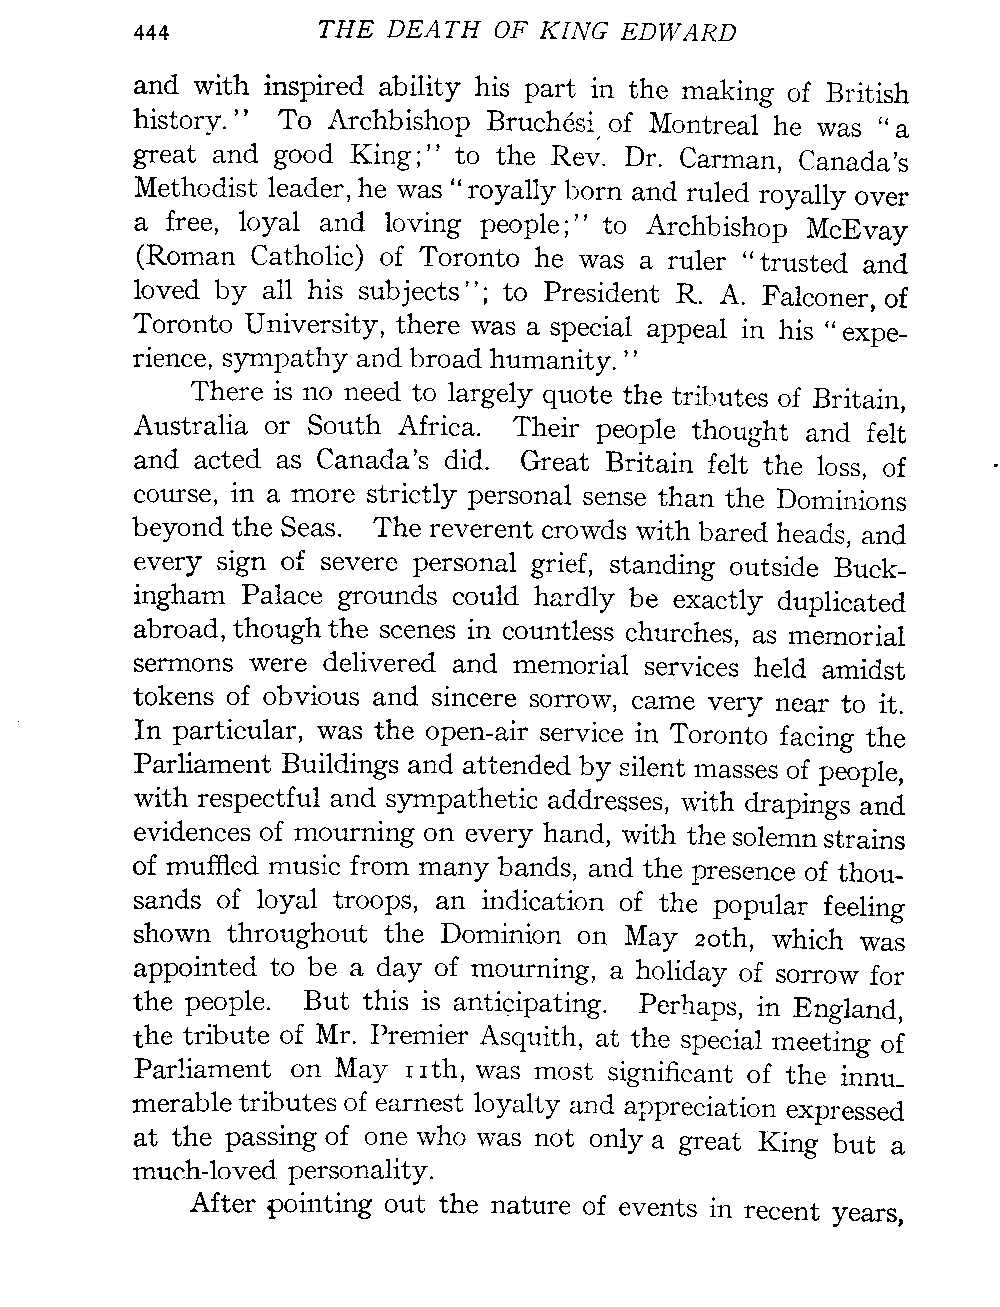 444 THE DEATH OF KING EDWARD
and with inspired ability his part in the making of British
history." To Archbishop Bruchési of Montreal he was "a
great and good King;" to the Rev. Dr. Carman, Canada's
Methodist leader, he was "royally born and ruled royally over
a free, loyal and loving people;" to Archbishop McEvay
(Roman Catholic) of Toronto he was a ruler "trusted and
loved by all his subjects"; to President R. A. Falconer, of
Toronto University, there was a special appeal in his "expe-
rience, sympathy and broad humanity."
There is no need to largely quote the tributes of Britain,
Australia or South Africa. Their people thought and felt
and acted as Canada's did. Great Britain felt the loss, of
course, in a more strictly personal sense than the Dominions
beyond the Seas. The reverent crowds with bared heads, and
every sign of severe personal grief, standing outside Buck-
ingham Palace grounds could hardly be exactly duplicated
abroad, though the scenes in countless churches, as memorial
sermons were delivered and memorial services held amidst
tokens of obvious and sincere sorrow, came very near to it.
In particular, was the open-air service in Toronto facing the
Parliament Buildings and attended by silent masses of people,
with respectful and sympathetic addresses, with drapings and
evidences of mourning on every hand, with the solemn strains
of muffled music from many bands, and the presence of thou-
sands of loyal troops, an indication of the popular feeling
shown throughout the Dominion on May 20th, which was
appointed to be a day of mourning, a holiday of sorrow for
the people. But this is anticipating. Perhaps, in England,
the tribute of Mr. Premier Asquith, at the special meeting of
Parliament on May 11th, was most significant of the innu-
merable tributes of earnest loyalty and appreciation expressed
at the passing of one who was not only a great King but a
much-loved personality.
After pointing out the nature of events in recent years,